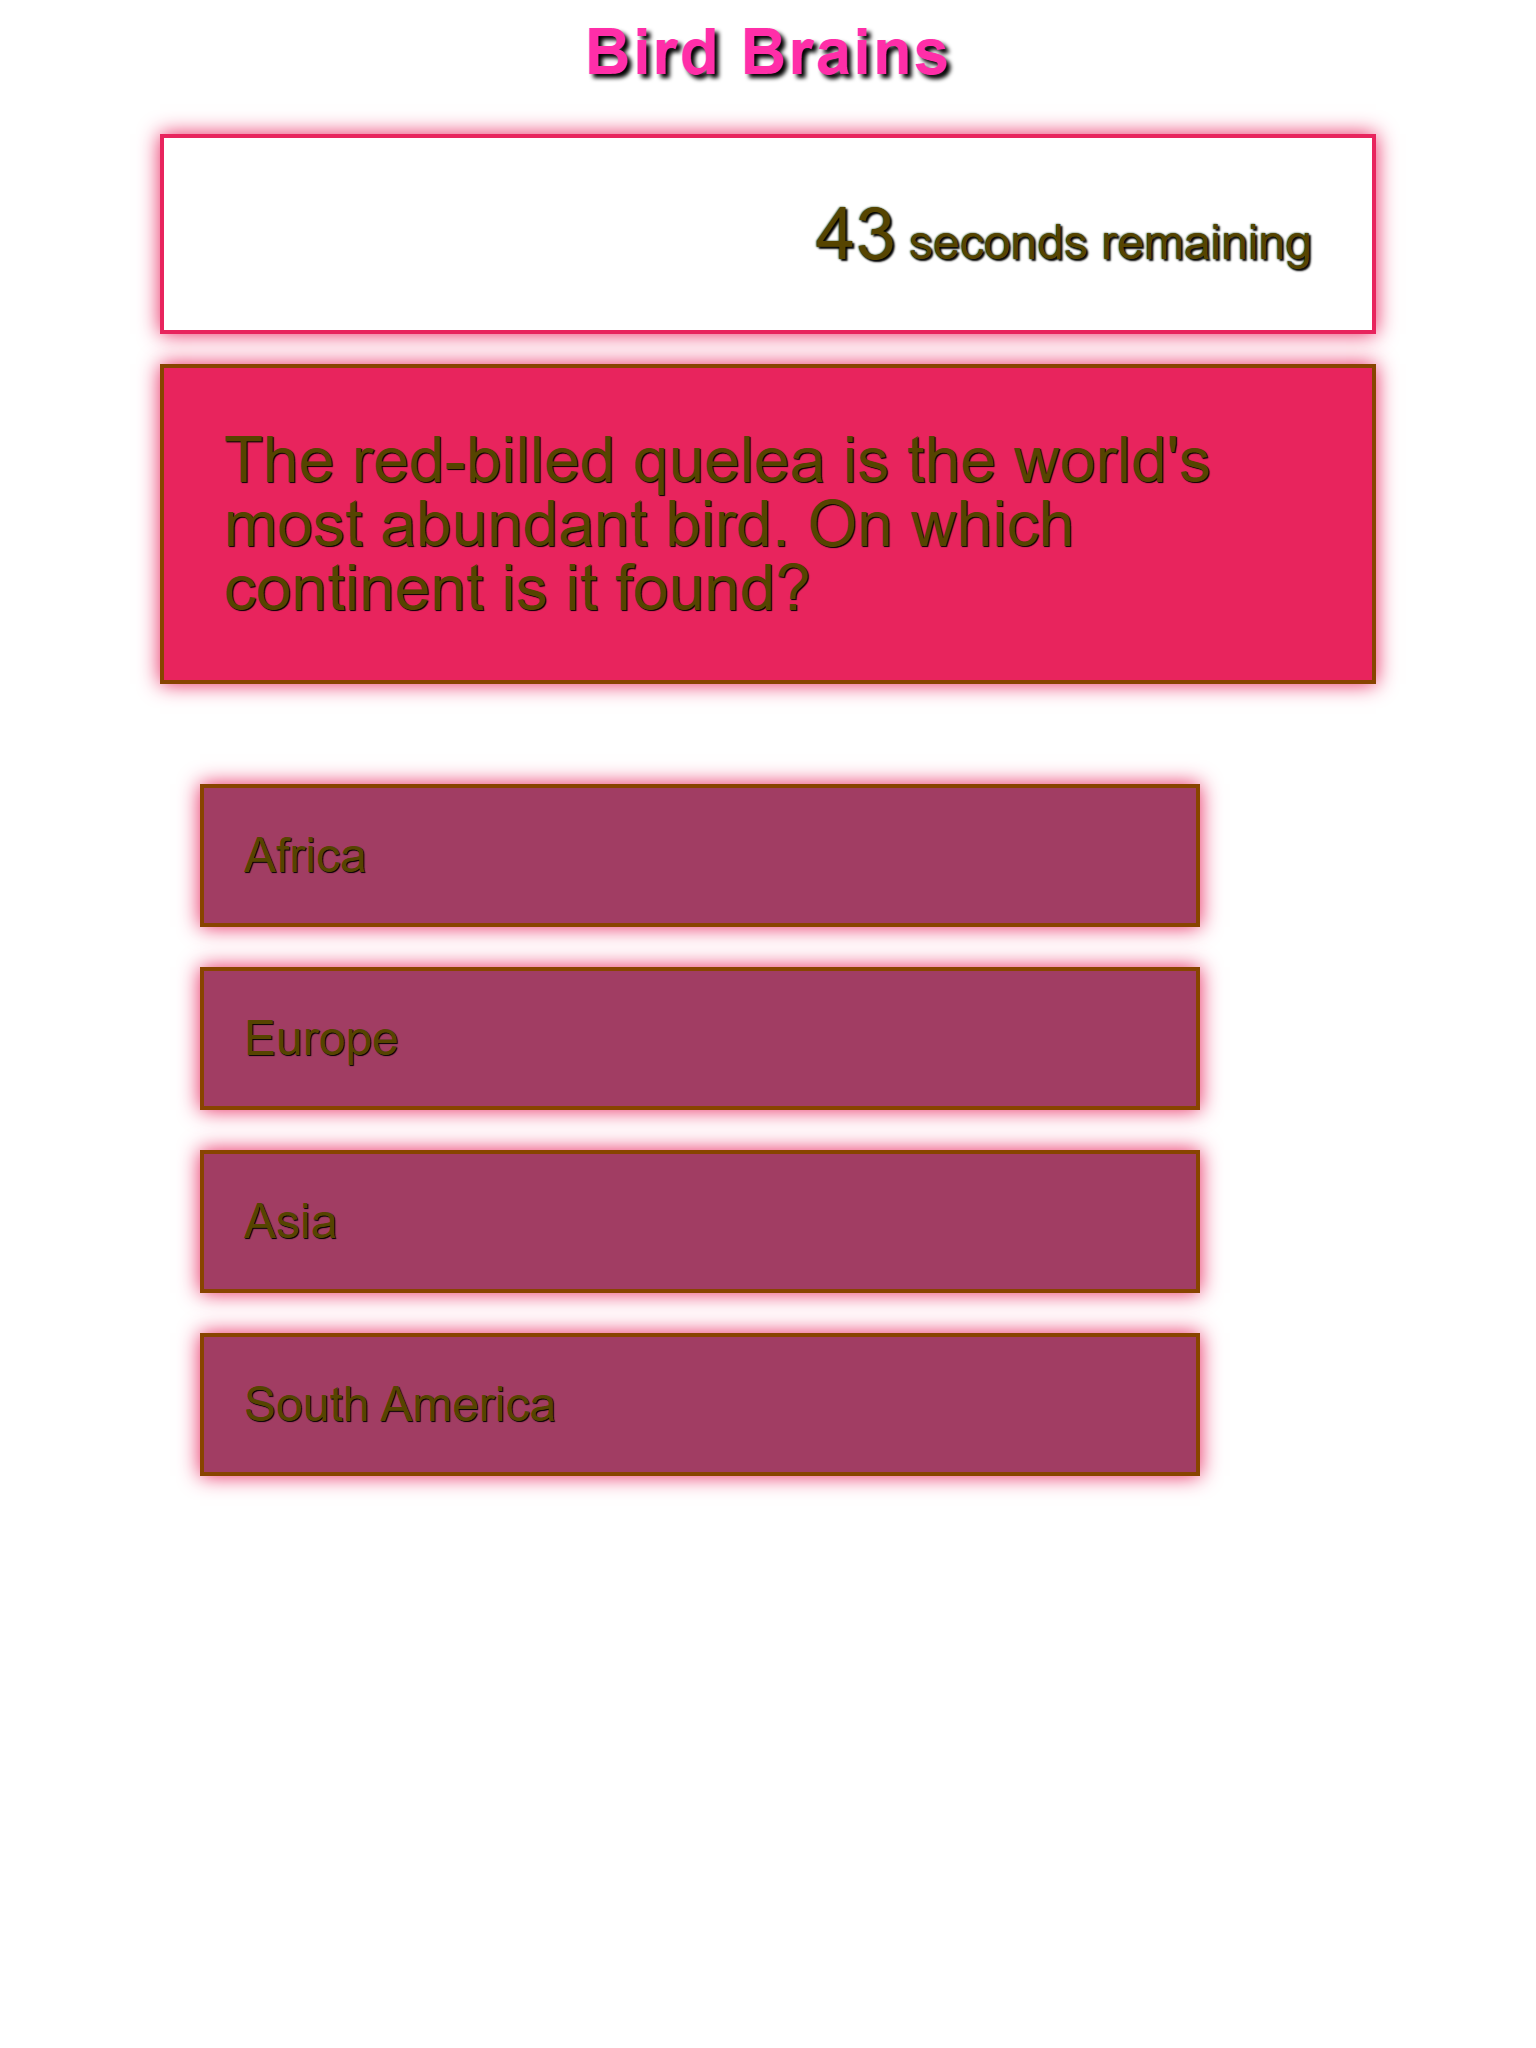 Bird Brains
43 seconds remaining
The red-billed quelea is the world's
most abundant bird. On which
continent is it found?
Africa
Europe
Asia
South America